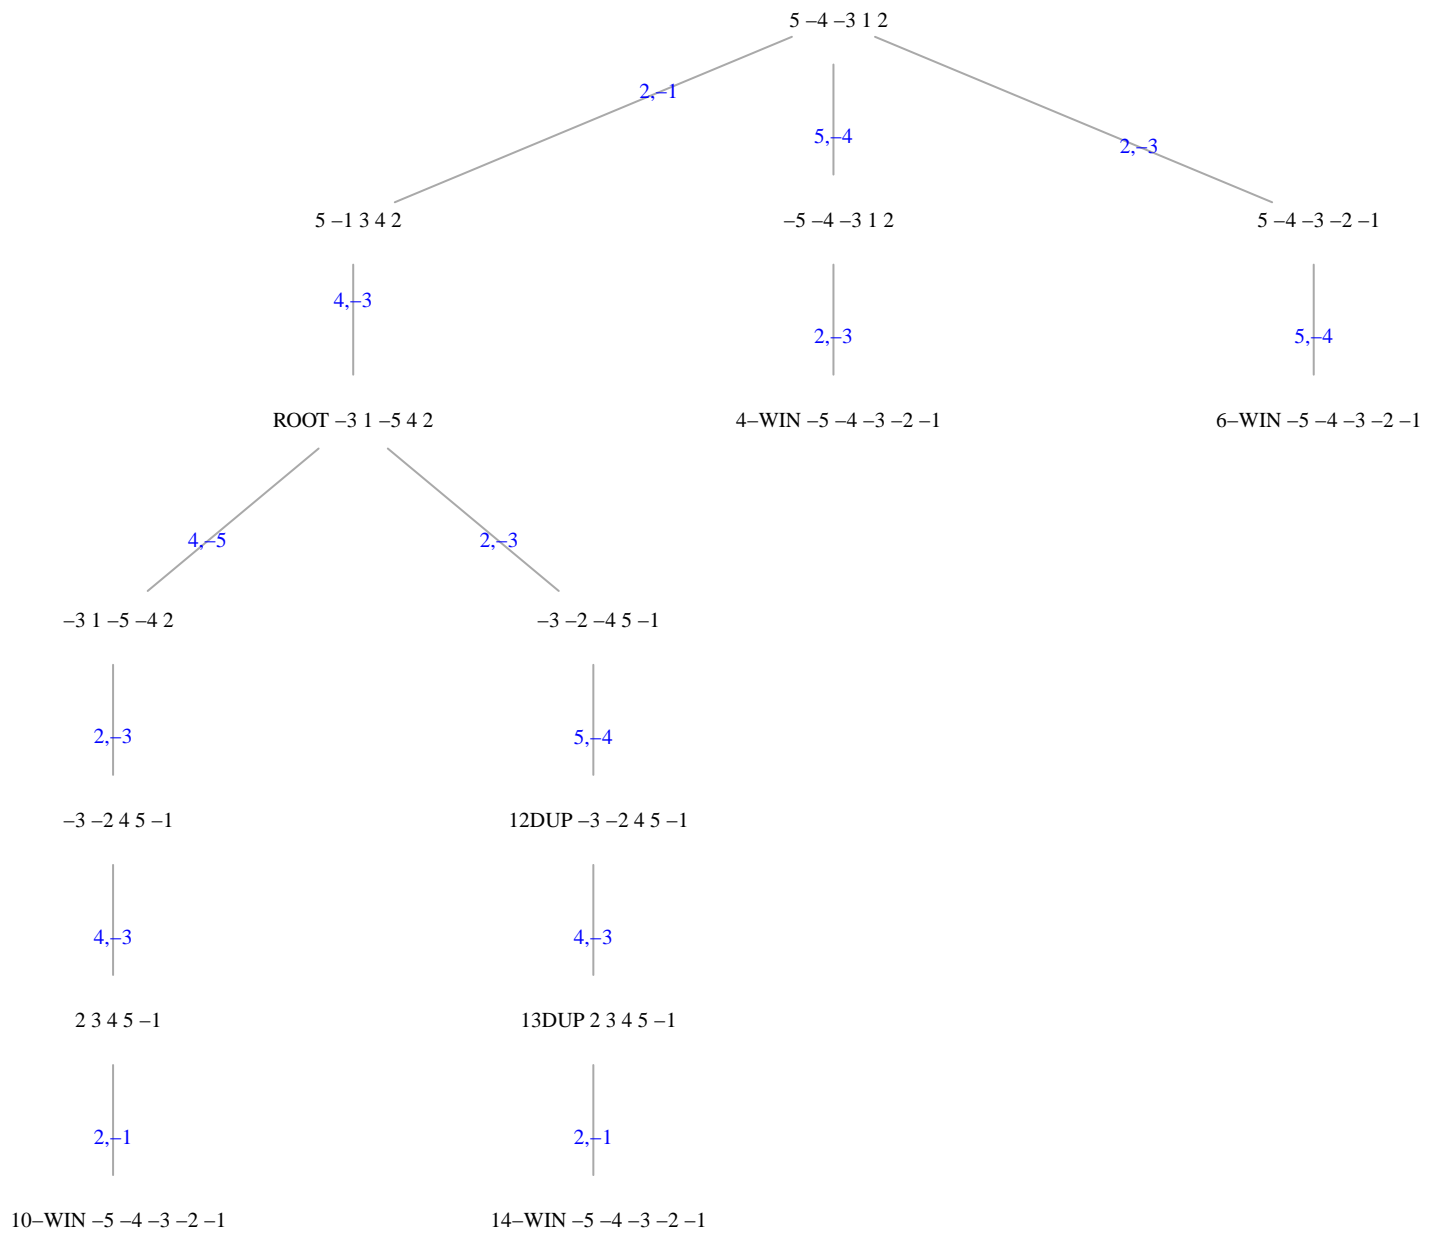 5 –4 –3 1 2
2,–1
5,–4
2,–3
5 –1 3 4 2
–5 –4 –3 1 2
5 –4 –3 –2 –1
4,–3
2,–3
5,–4
ROOT –3 1 –5 4 2
4–WIN –5 –4 –3 –2 –1
6–WIN –5 –4 –3 –2 –1
4,–5
2,–3
–3 1 –5 –4 2
–3 –2 –4 5 –1
2,–3
5,–4
–3 –2 4 5 –1
12DUP –3 –2 4 5 –1
4,–3
4,–3
2 3 4 5 –1
13DUP 2 3 4 5 –1
2,–1
2,–1
10–WIN –5 –4 –3 –2 –1
14–WIN –5 –4 –3 –2 –1